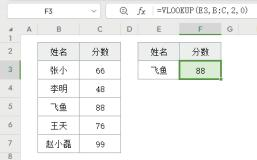 F3 fx =VLOOKUP(E3,B:C,2,0)
A B C D E F G
1
2 姓名 分数 姓名 分数
3 张小 66 飞鱼 88
4 李明 48
5 飞鱼 88
6 王天 76
7 赵小磊 99
8